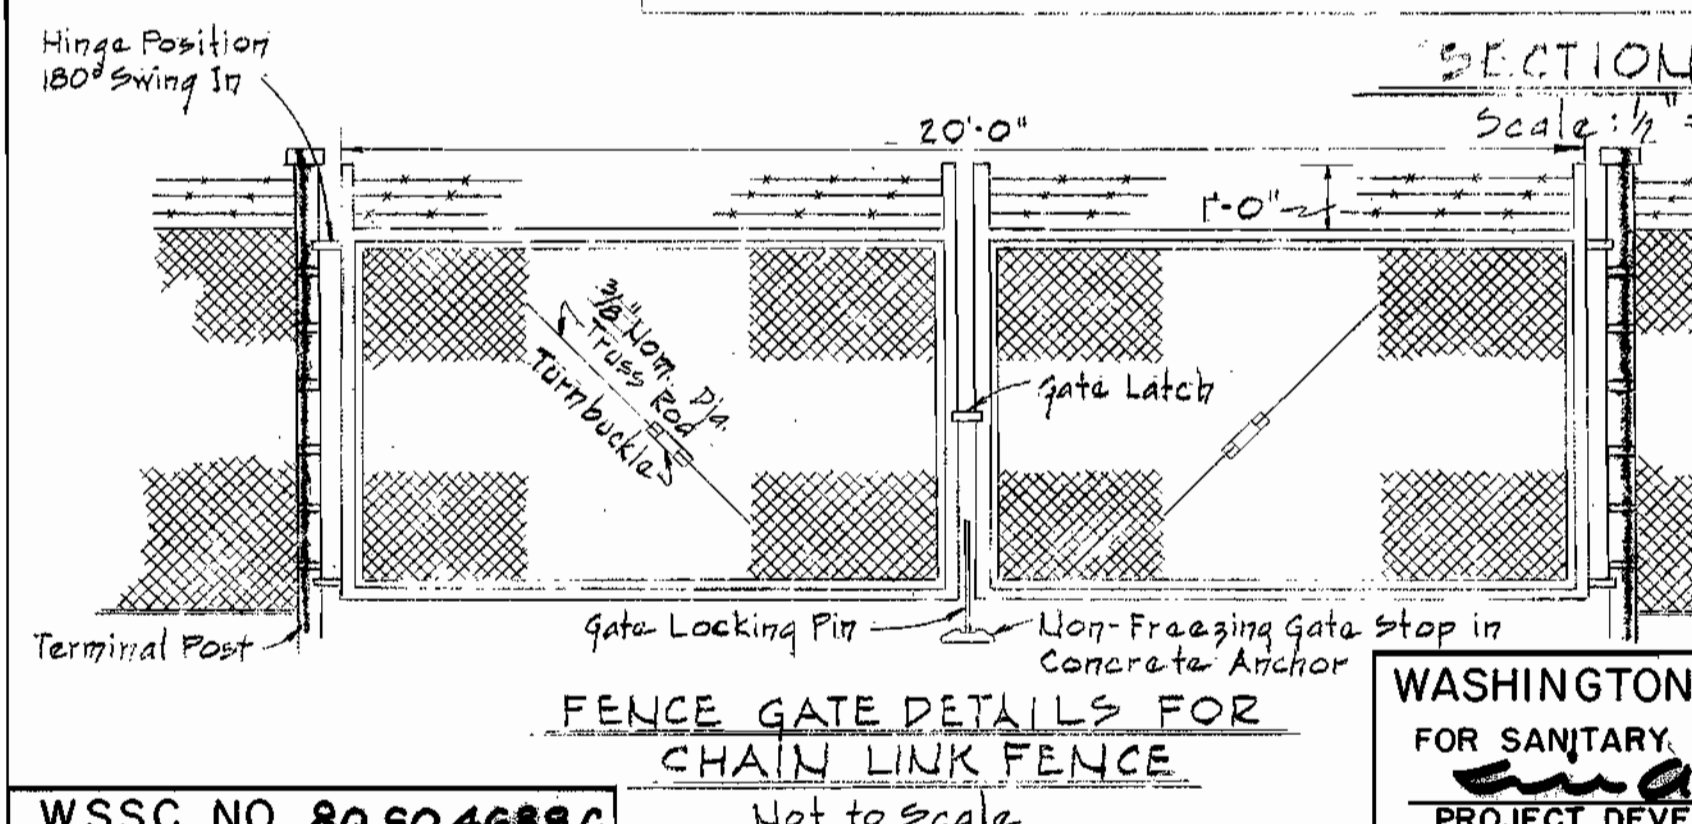 Hinge Position
180° Swing In
SECTION
Scale: 1/2" =
20'-0"
1'-0"
3/8" Nom. Dia.
Truss Rod
Turnbuckle
Gate Latch
Terminal Post
Gate Locking Pin
Non-Freezing Gate Stop in
Concrete Anchor
FENCE GATE DETAILS FOR
CHAIN LINK FENCE
Not to Scale
WASHINGTON
FOR SANITARY
PROJECT DEVE
WSSC NO.